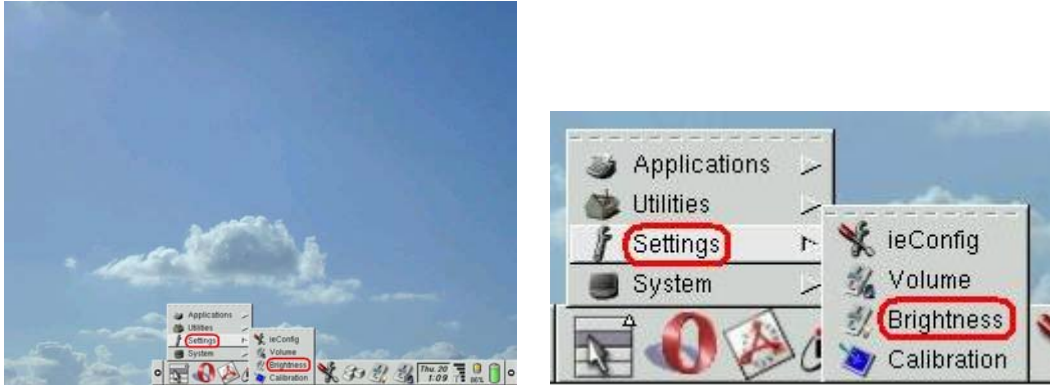 Applications
Utilities
Settings
System
ieConfig
Volume
Brightness
Calibration
Thu. 20
1:09
86%
Applications
Utilities
Settings
System
ieConfig
Volume
Brightness
Calibration